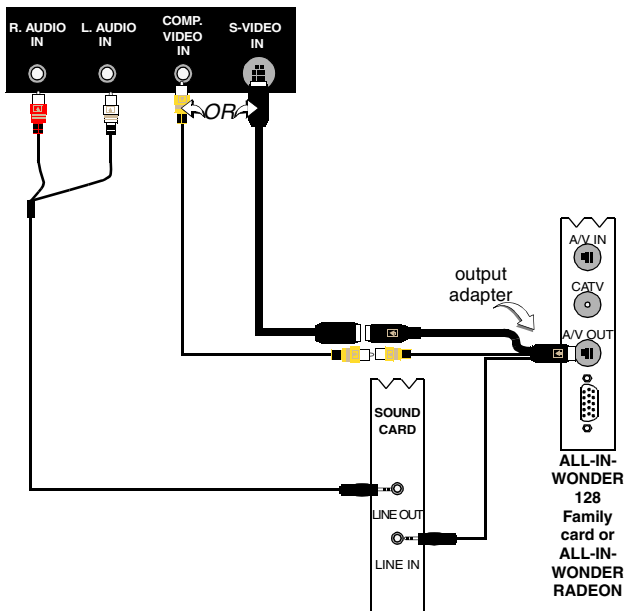 R. AUDIO
IN
L. AUDIO
IN
COMP.
VIDEO
IN
S-VIDEO
IN
OR
output
adapter
A/V IN
CATV
A/V OUT
SOUND
CARD
LINE OUT
LINE IN
ALL-IN-
WONDER
128
Family
card or
ALL-IN-
WONDER
RADEON